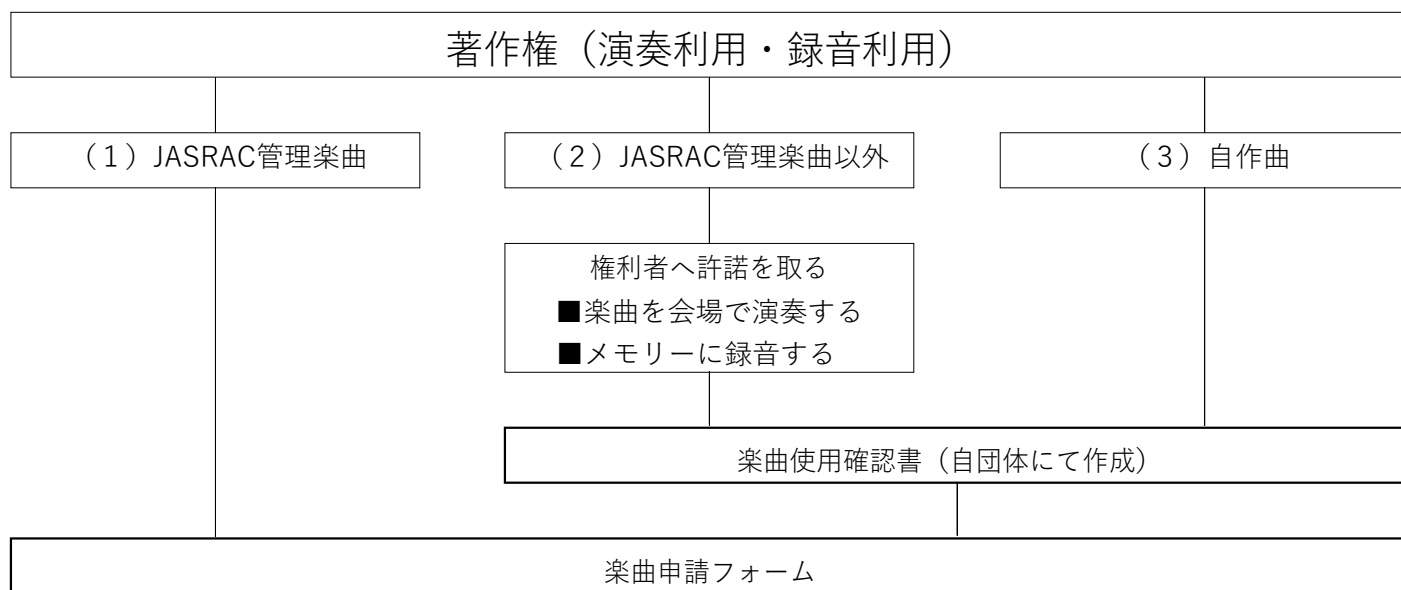 著作権（演奏利用・録音利用）
（１）JASRAC管理楽曲
（２）JASRAC管理楽曲以外
（３）自作曲
権利者へ許諾を取る
■楽曲を会場で演奏する
■メモリーに録音する
楽曲使用確認書（自団体にて作成）
楽曲申請フォーム